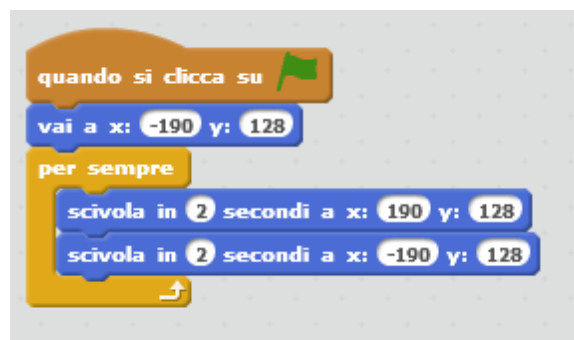 quando si clicca su
vai a x: -190 y: 128
per sempre
scivola in 2 secondi a x: 190 y: 128
scivola in 2 secondi a x: -190 y: 128